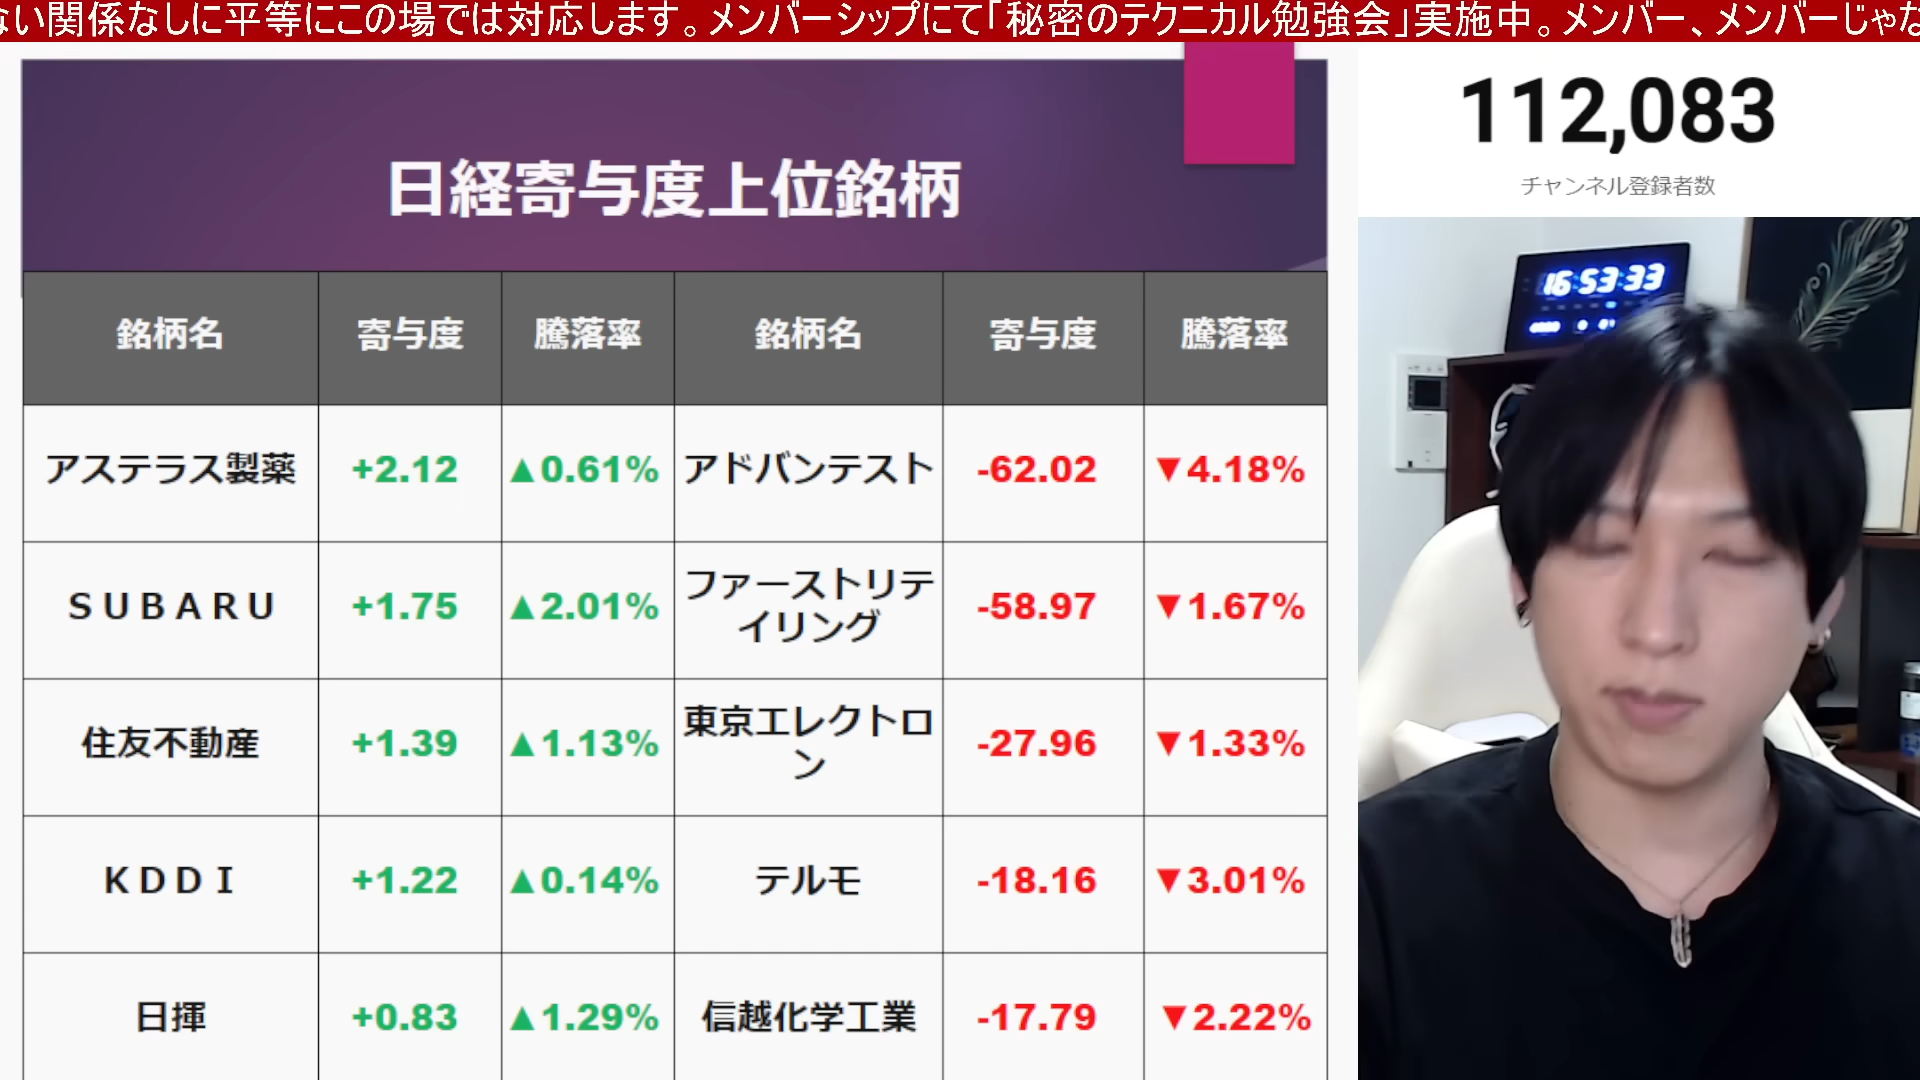 ない関係なしに平等にこの場では対応します。メンバーシップにて「秘密のテクニカル勉強会」実施中。メンバー、メンバーじゃな
112,083
チャンネル登録者数
16:53:33
日経寄与度上位銘柄
銘柄名 寄与度 騰落率 銘柄名 寄与度 騰落率
アステラス製薬 +2.12 ▲0.61% アドバンテスト -62.02 ▼4.18%
ＳＵＢＡＲＵ +1.75 ▲2.01% ファーストリテ
イリング -58.97 ▼1.67%
住友不動産 +1.39 ▲1.13% 東京エレクトロ
ン -27.96 ▼1.33%
ＫＤＤＩ +1.22 ▲0.14% テルモ -18.16 ▼3.01%
日揮 +0.83 ▲1.29% 信越化学工業 -17.79 ▼2.22%